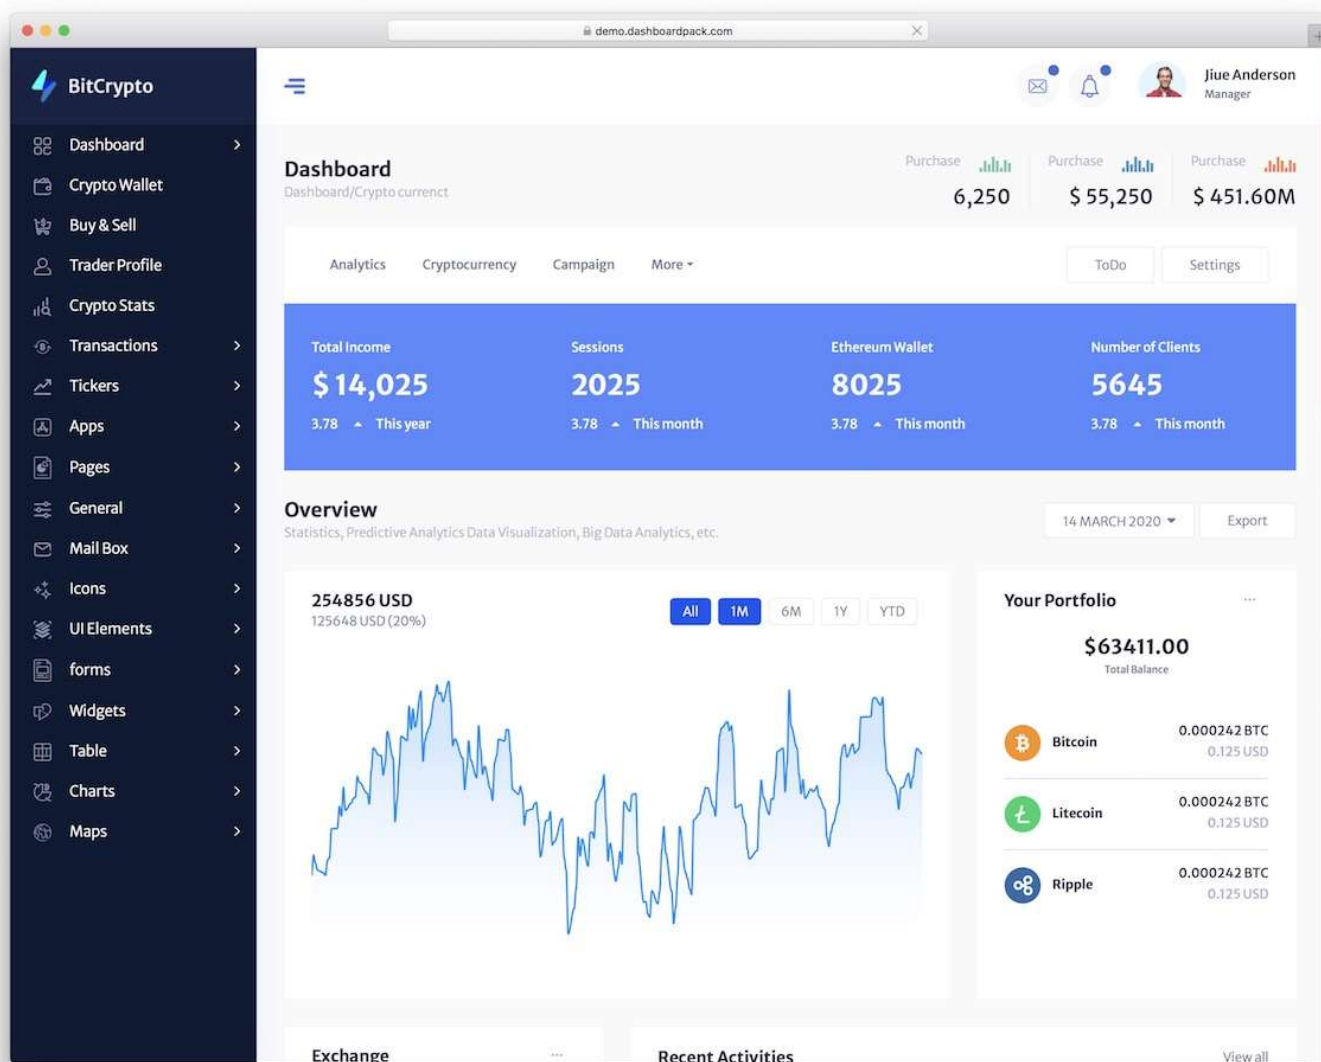 demo.dashboardpack.com
BitCrypto
Jiue Anderson
Manager
Dashboard
Crypto Wallet
Buy & Sell
Trader Profile
Crypto Stats
Transactions
Tickers
Apps
Pages
General
Mail Box
Icons
UI Elements
forms
Widgets
Table
Charts
Maps
Dashboard
Dashboard/Crypto currenct
Purchase
6,250
Purchase
$ 55,250
Purchase
$ 451.60M
Analytics Cryptocurrency Campaign More
ToDo Settings
Total Income
$ 14,025
3.78 This year
Sessions
2025
3.78 This month
Ethereum Wallet
8025
3.78 This month
Number of Clients
5645
3.78 This month
Overview
Statistics, Predictive Analytics Data Visualization, Big Data Analytics, etc.
14 MARCH 2020 Export
254856 USD
125648 USD (20%)
All 1M 6M 1Y YTD
Your Portfolio ...
$63411.00
Total Balance
Bitcoin
0.000242 BTC
0.125 USD
Litecoin
0.000242 BTC
0.125 USD
Ripple
0.000242 BTC
0.125 USD
Exchange ...
Recent Activities View all